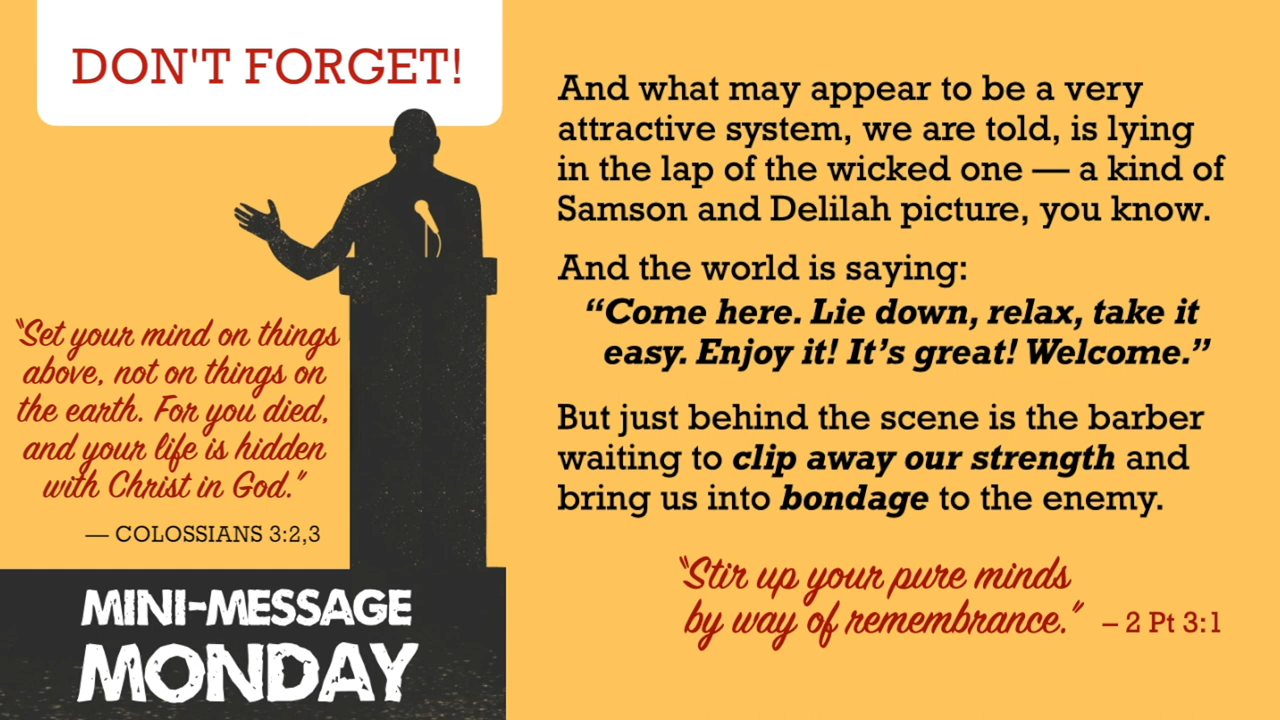 DON'T FORGET!
"Set your mind on things
above, not on things on
the earth. For you died,
and your life is hidden
with Christ in God."
— COLOSSIANS 3:2,3
MINI-MESSAGE
MONDAY
And what may appear to be a very
attractive system, we are told, is lying
in the lap of the wicked one — a kind of
Samson and Delilah picture, you know.
And the world is saying:
“Come here. Lie down, relax, take it
easy. Enjoy it! It’s great! Welcome.”
But just behind the scene is the barber
waiting to clip away our strength and
bring us into bondage to the enemy.
"Stir up your pure minds
by way of remembrance." – 2 Pt 3:1